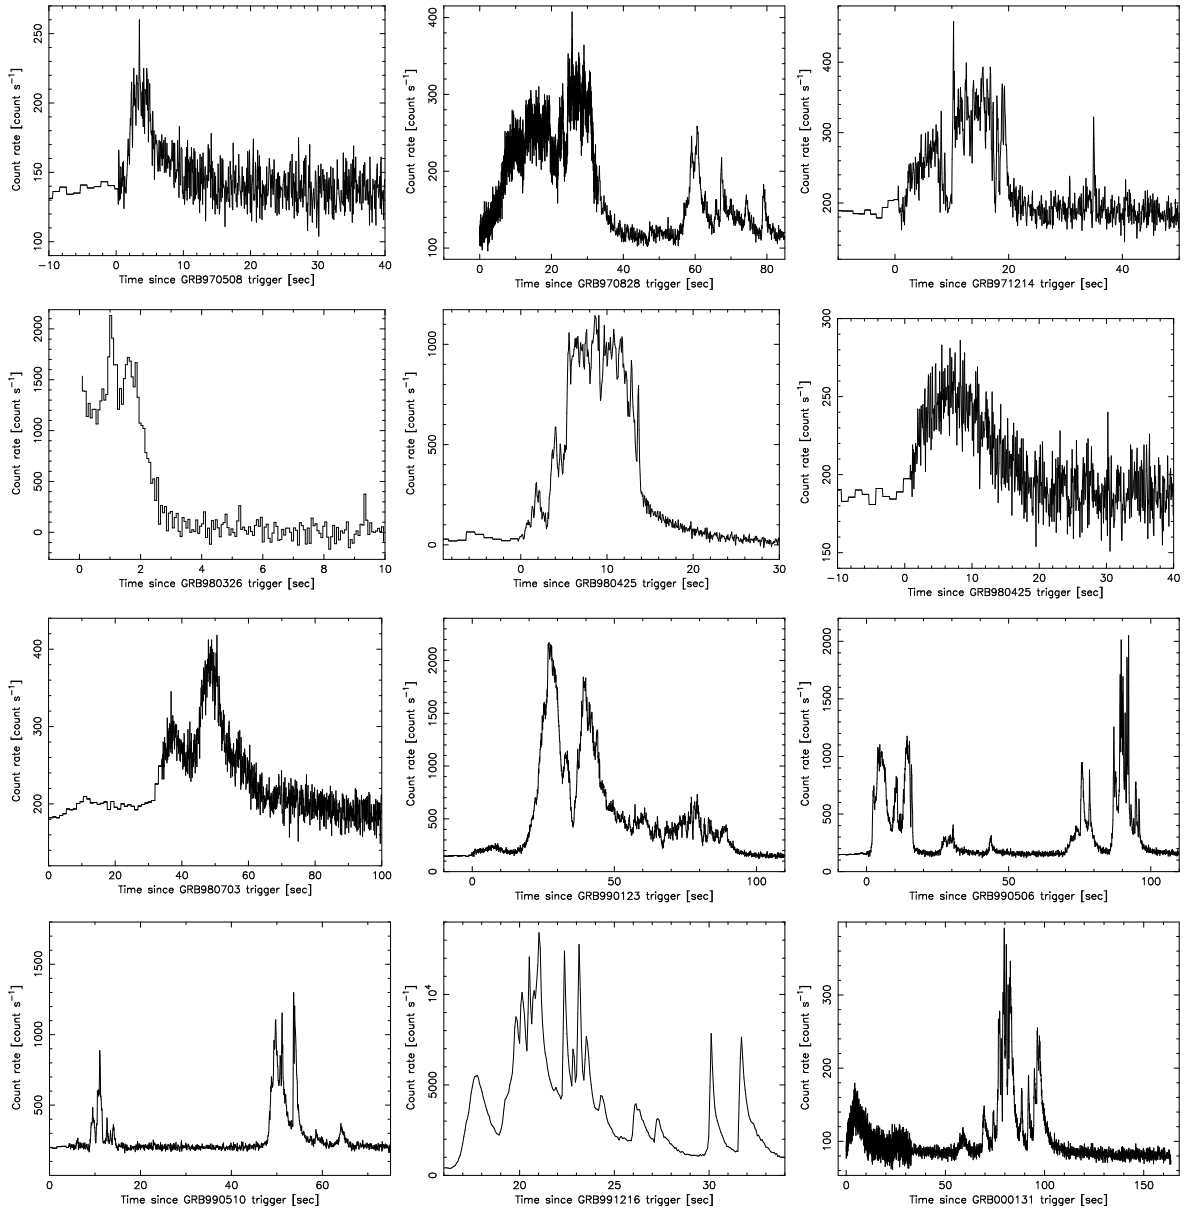 Count rate [count s⁻¹]
100 150 200 250
−10 0 10 20 30 40
Time since GRB970508 trigger [sec]
Count rate [count s⁻¹]
100 200 300 400
0 20 40 60 80
Time since GRB970828 trigger [sec]
Count rate [count s⁻¹]
200 300 400
0 20 40
Time since GRB971214 trigger [sec]
Count rate [count s⁻¹]
0 500 1000 1500 2000
0 2 4 6 8 10
Time since GRB980326 trigger [sec]
Count rate [count s⁻¹]
0 500 1000
0 10 20 30
Time since GRB980425 trigger [sec]
Count rate [count s⁻¹]
150 200 250 300
−10 0 10 20 30 40
Time since GRB980425 trigger [sec]
Count rate [count s⁻¹]
200 300 400
0 20 40 60 80 100
Time since GRB980703 trigger [sec]
Count rate [count s⁻¹]
0 500 1000 1500 2000
0 50 100
Time since GRB990123 trigger [sec]
Count rate [count s⁻¹]
0 500 1000 1500 2000
0 50 100
Time since GRB990506 trigger [sec]
Count rate [count s⁻¹]
500 1000 1500
0 20 40 60
Time since GRB990510 trigger [sec]
Count rate [count s⁻¹]
0 5000 10⁴
20 30
Time since GRB991216 trigger [sec]
Count rate [count s⁻¹]
100 200 300
0 50 100 150
Time since GRB000131 trigger [sec]